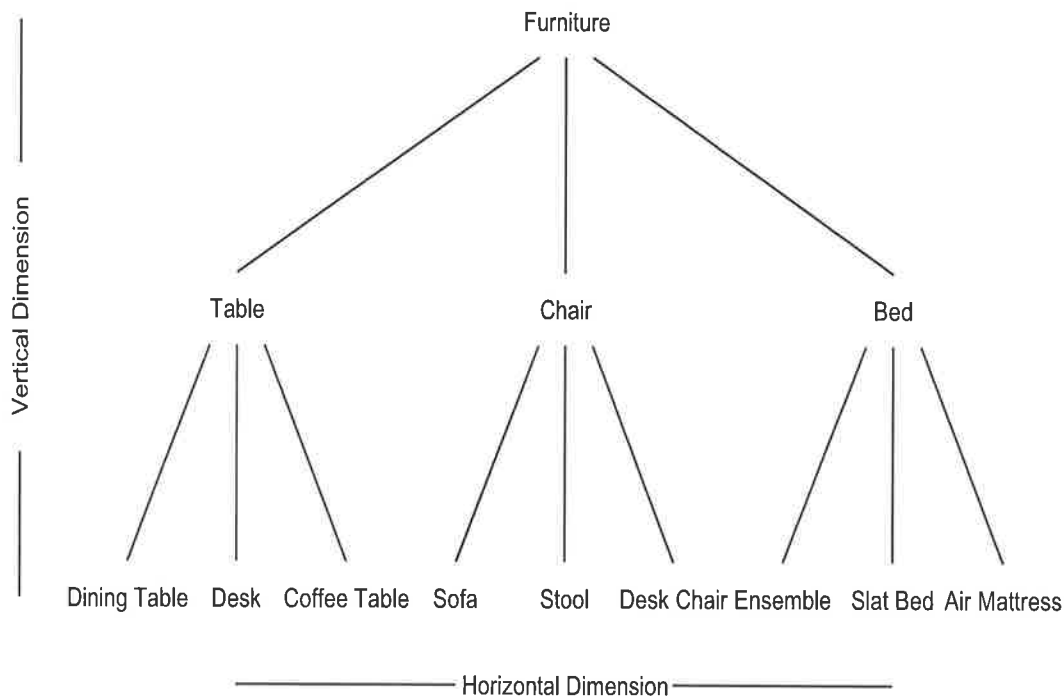 Furniture
Vertical Dimension
Table Chair Bed
Dining Table Desk Coffee Table Sofa Stool Desk Chair Ensemble Slat Bed Air Mattress
Horizontal Dimension